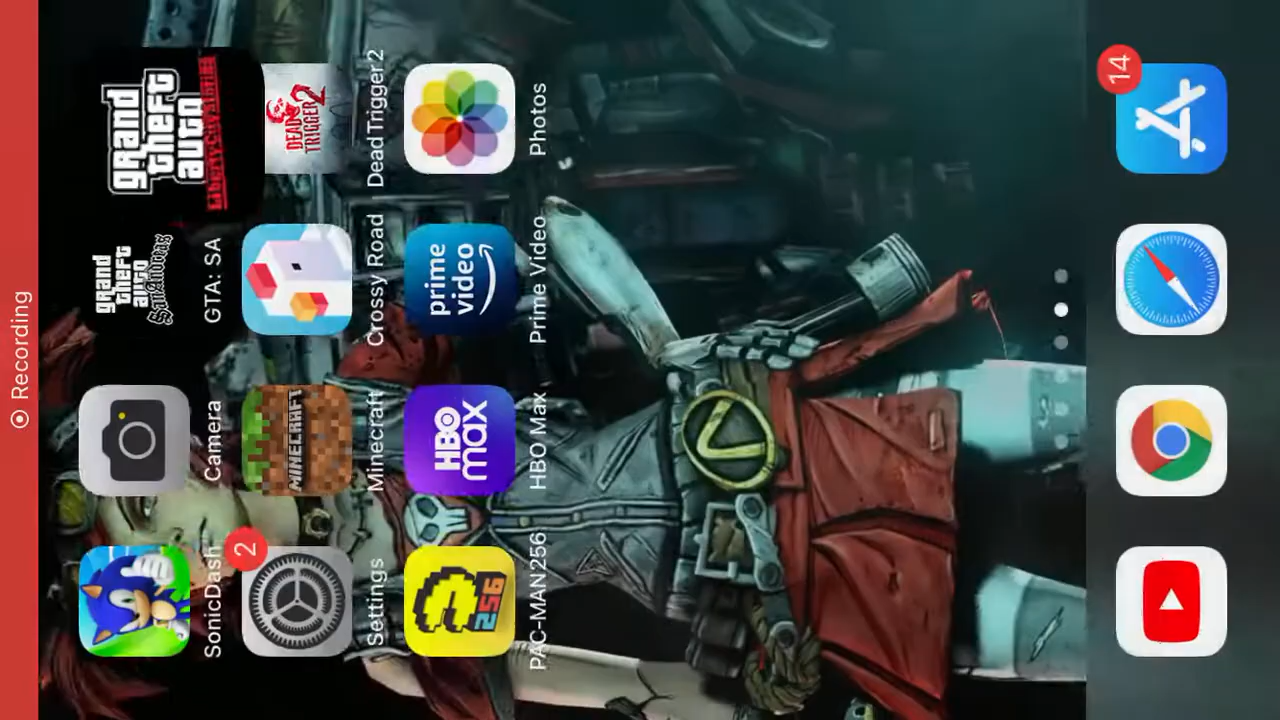 Recording
grand
theft
auto
San Andreas
grand
theft
auto
Liberty City Stories
SonicDash
Camera
GTA: SA
2
MINECRAFT
DEAD
TRIGGER 2
Settings
Minecraft
Crossy Road
Dead Trigger 2
256
HBO
max
prime
video
PAC-MAN256
HBO Max
Prime Video
Photos
14